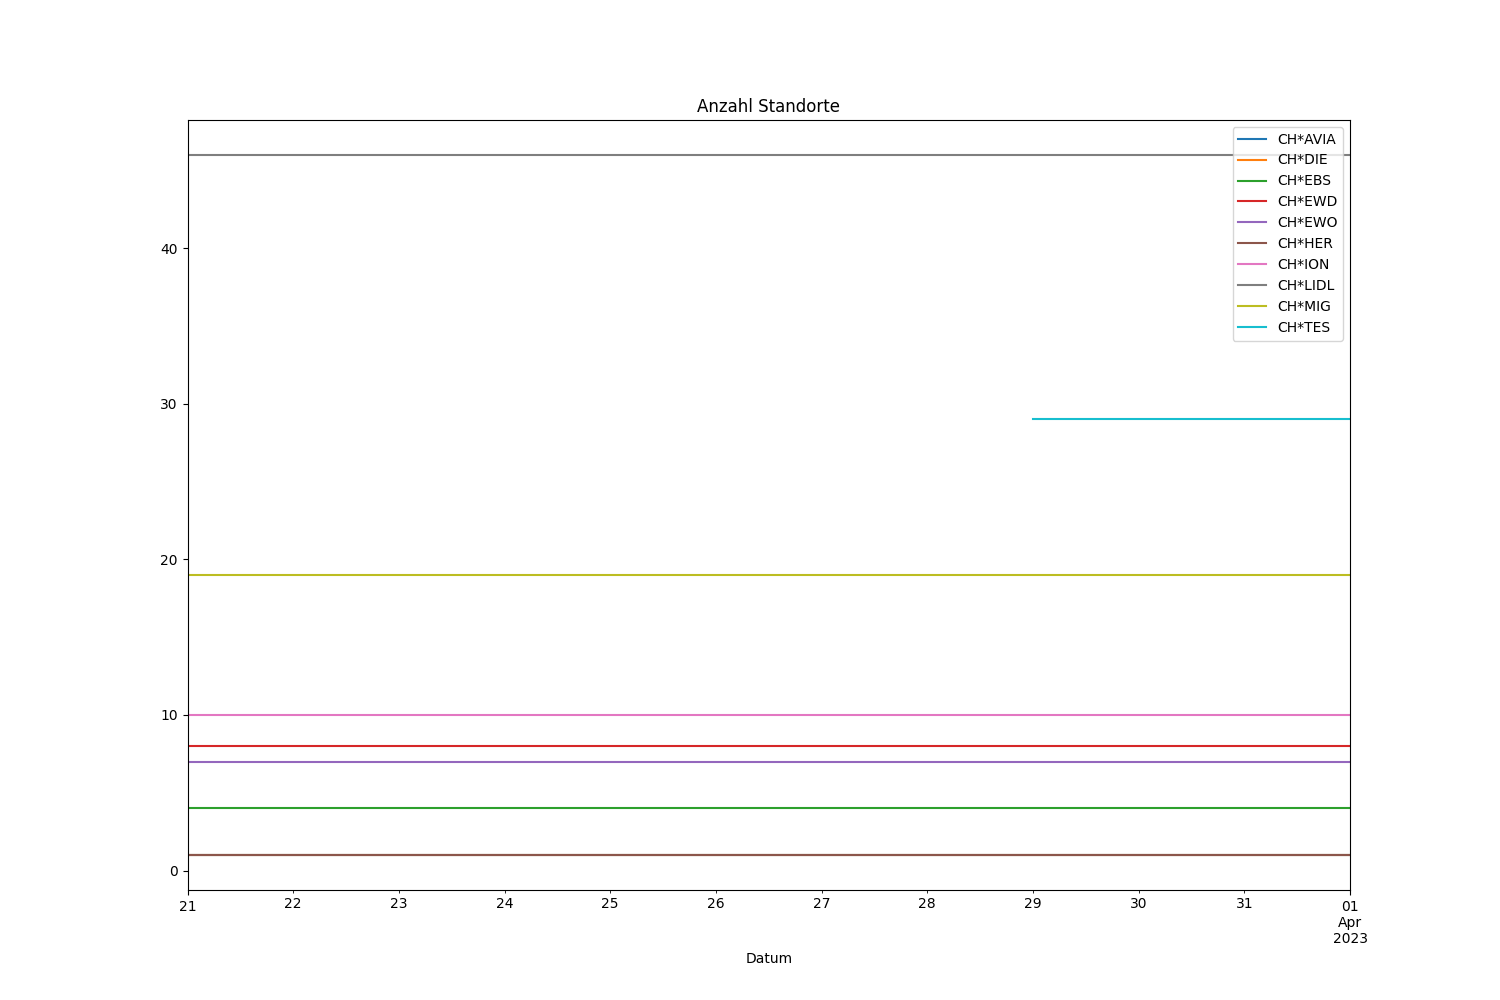 Anzahl Standorte
CH*AVIA
CH*DIE
CH*EBS
CH*EWD
CH*EWO
CH*HER
CH*ION
CH*LIDL
CH*MIG
CH*TES
40
30
20
10
0
21 22 23 24 25 26 27 28 29 30 31 01
Apr
2023
Datum